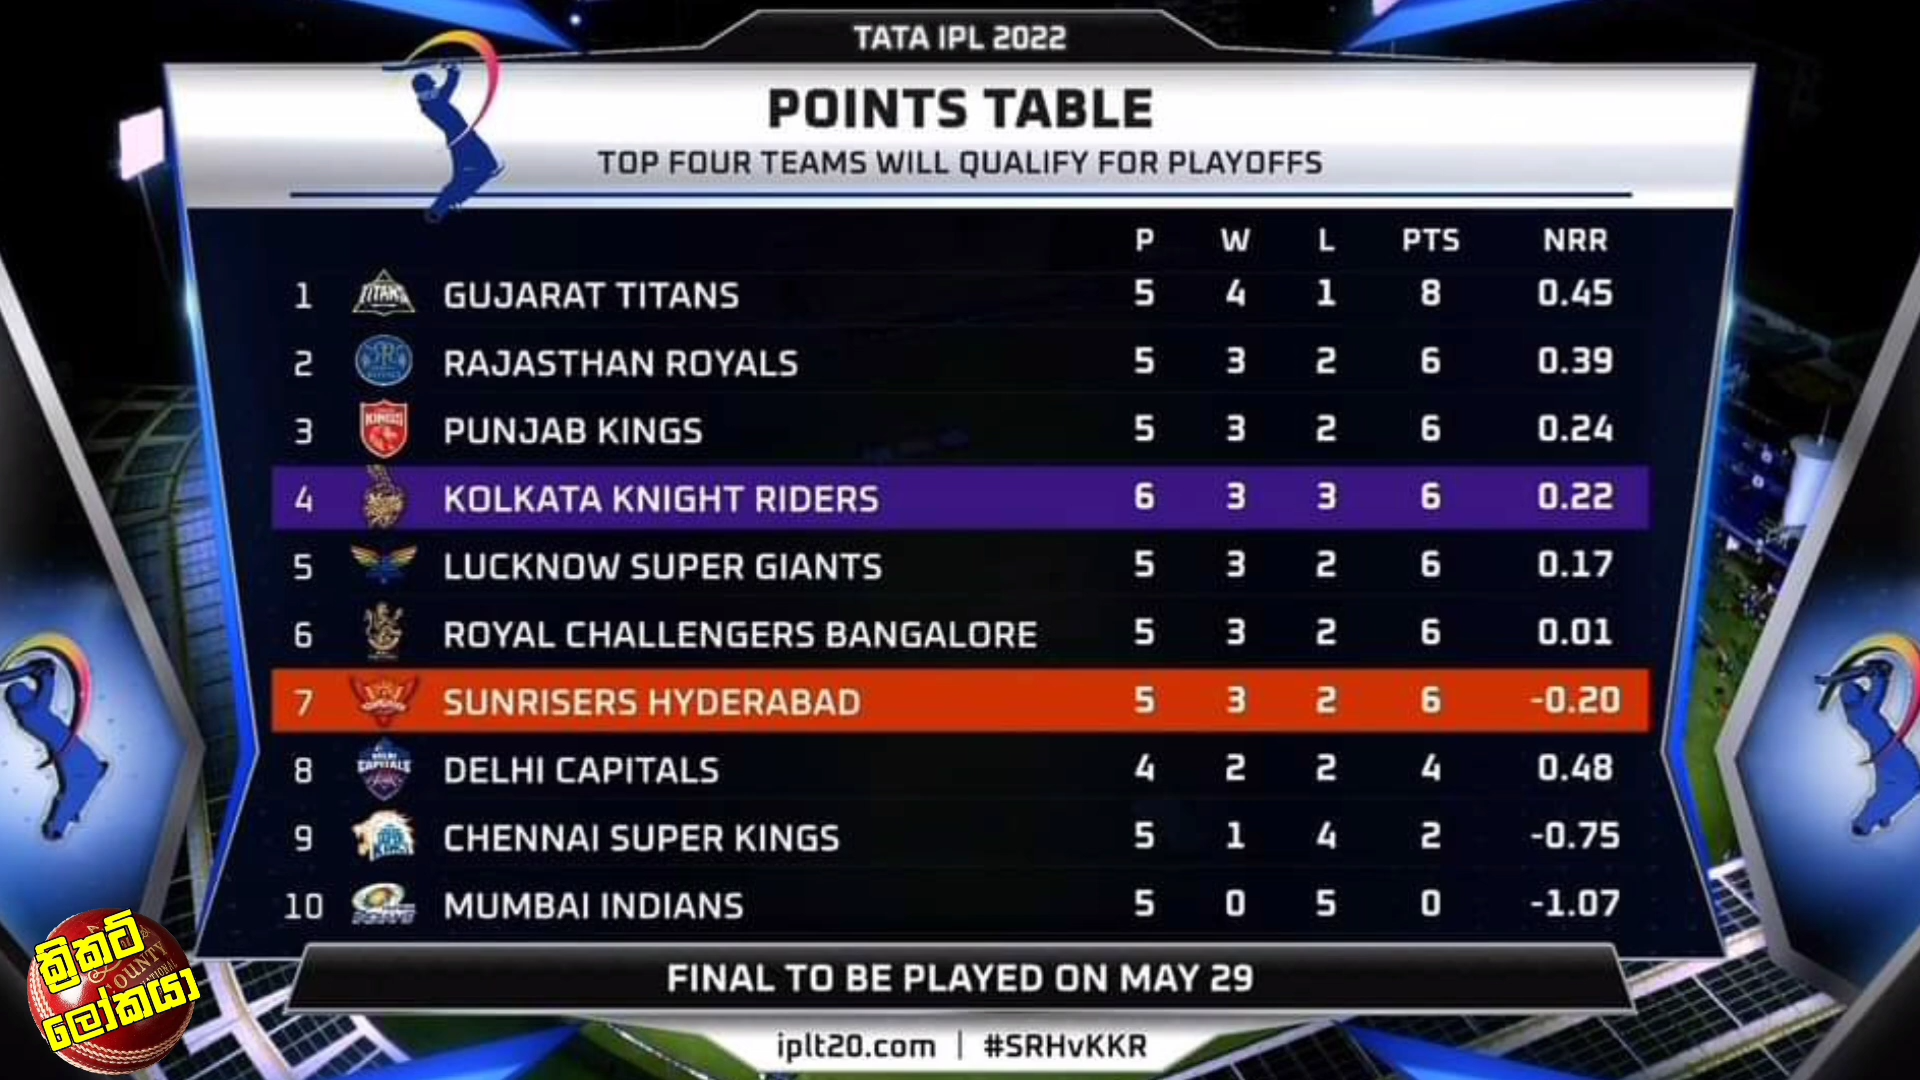 TATA IPL 2022
POINTS TABLE
TOP FOUR TEAMS WILL QUALIFY FOR PLAYOFFS
P W L PTS NRR
1 TITANS GUJARAT TITANS 5 4 1 8 0.45
2 RR RAJASTHAN ROYALS 5 3 2 6 0.39
3 KINGS PUNJAB KINGS 5 3 2 6 0.24
4 KOLKATA KNIGHT RIDERS 6 3 3 6 0.22
5 LUCKNOW SUPER GIANTS 5 3 2 6 0.17
6 ROYAL CHALLENGERS BANGALORE 5 3 2 6 0.01
7 SUNRISERS HYDERABAD 5 3 2 6 -0.20
8 DELHI CAPITALS DELHI CAPITALS 4 2 2 4 0.48
9 CHENNAI SUPER KINGS 5 1 4 2 -0.75
10 MUMBAI INDIANS 5 0 5 0 -1.07
FINAL TO BE PLAYED ON MAY 29
iplt20.com | #SRHvKKR
ක්‍රිකට්
COUNTY
ලෝකයා